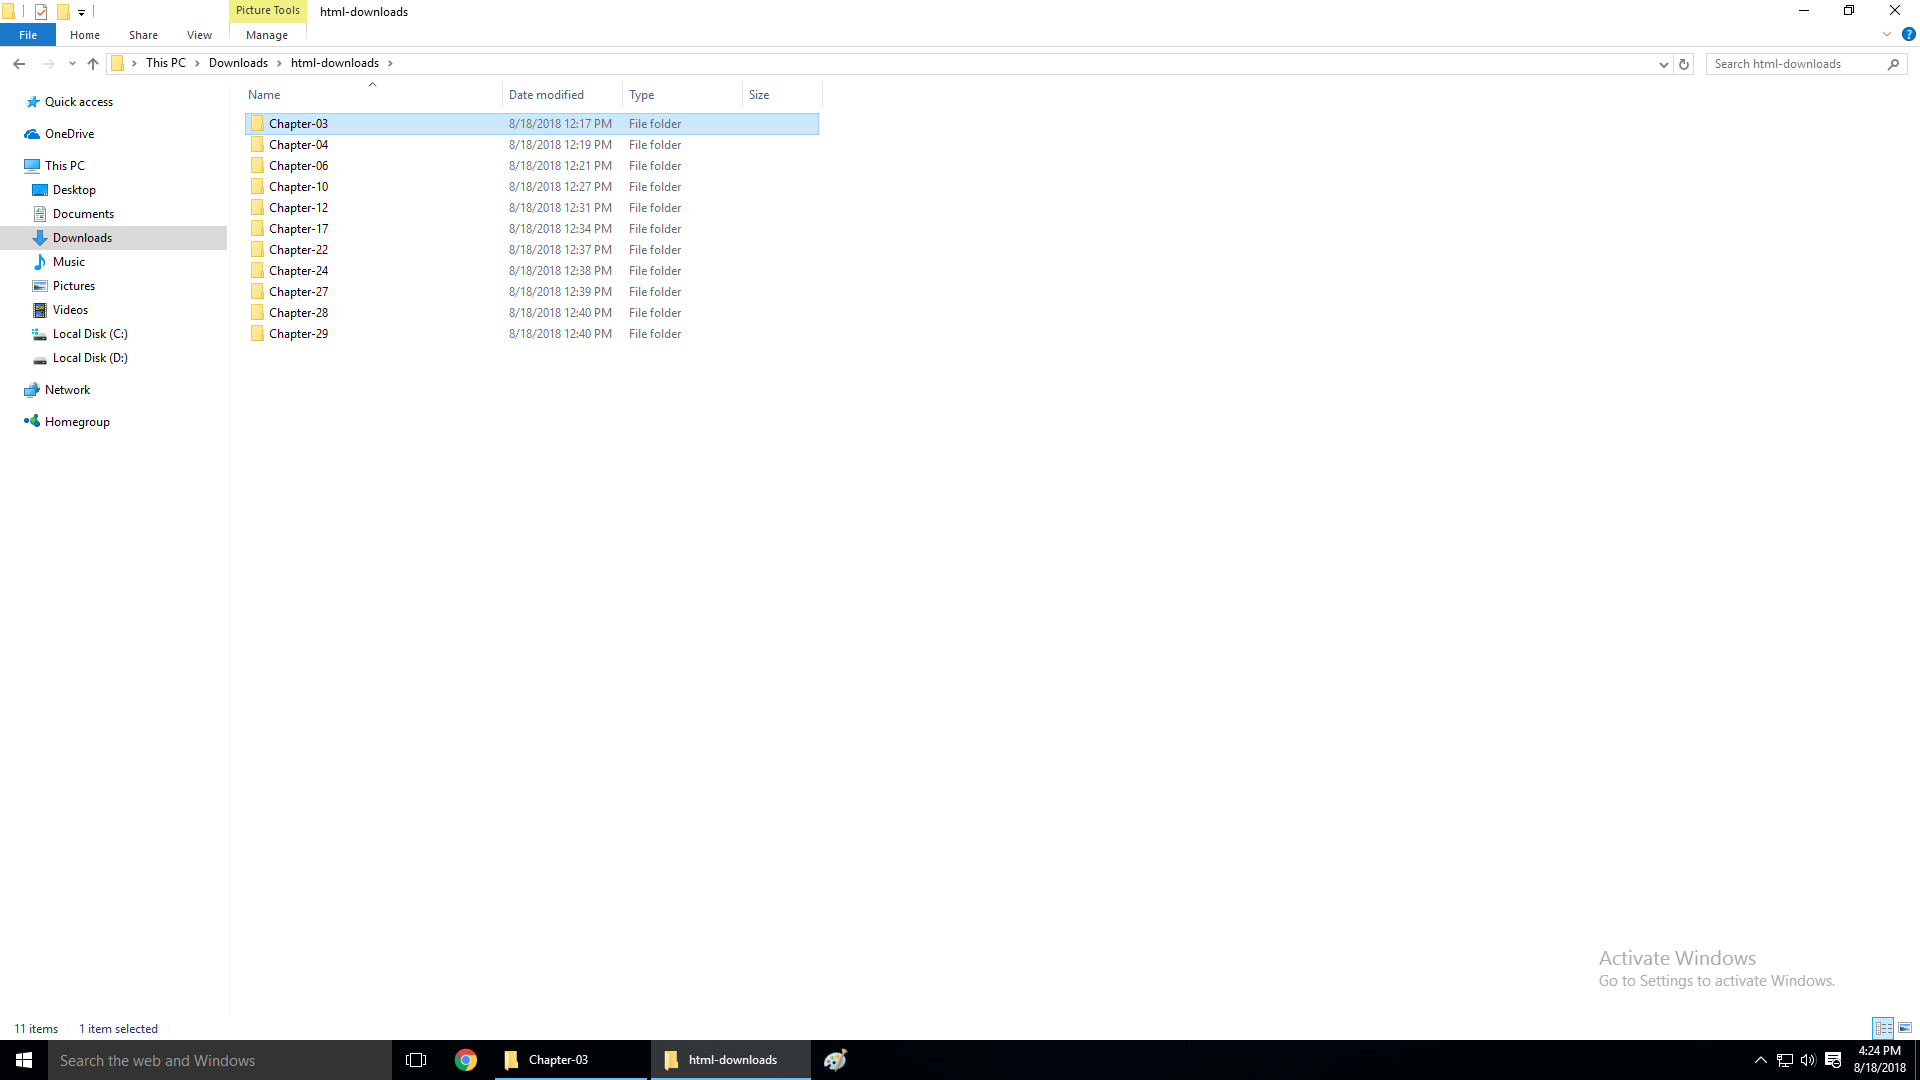 Picture Tools html-downloads
File Home Share View Manage
This PC Downloads html-downloads Search html-downloads
Name Date modified Type Size
Quick access
OneDrive
This PC
Desktop
Documents
Downloads
Music
Pictures
Videos
Local Disk (C:)
Local Disk (D:)
Network
Homegroup
Chapter-03 8/18/2018 12:17 PM File folder
Chapter-04 8/18/2018 12:19 PM File folder
Chapter-06 8/18/2018 12:21 PM File folder
Chapter-10 8/18/2018 12:27 PM File folder
Chapter-12 8/18/2018 12:31 PM File folder
Chapter-17 8/18/2018 12:34 PM File folder
Chapter-22 8/18/2018 12:37 PM File folder
Chapter-24 8/18/2018 12:38 PM File folder
Chapter-27 8/18/2018 12:39 PM File folder
Chapter-28 8/18/2018 12:40 PM File folder
Chapter-29 8/18/2018 12:40 PM File folder
Activate Windows
Go to Settings to activate Windows.
11 items 1 item selected
Search the web and Windows Chapter-03 html-downloads
4:24 PM
8/18/2018